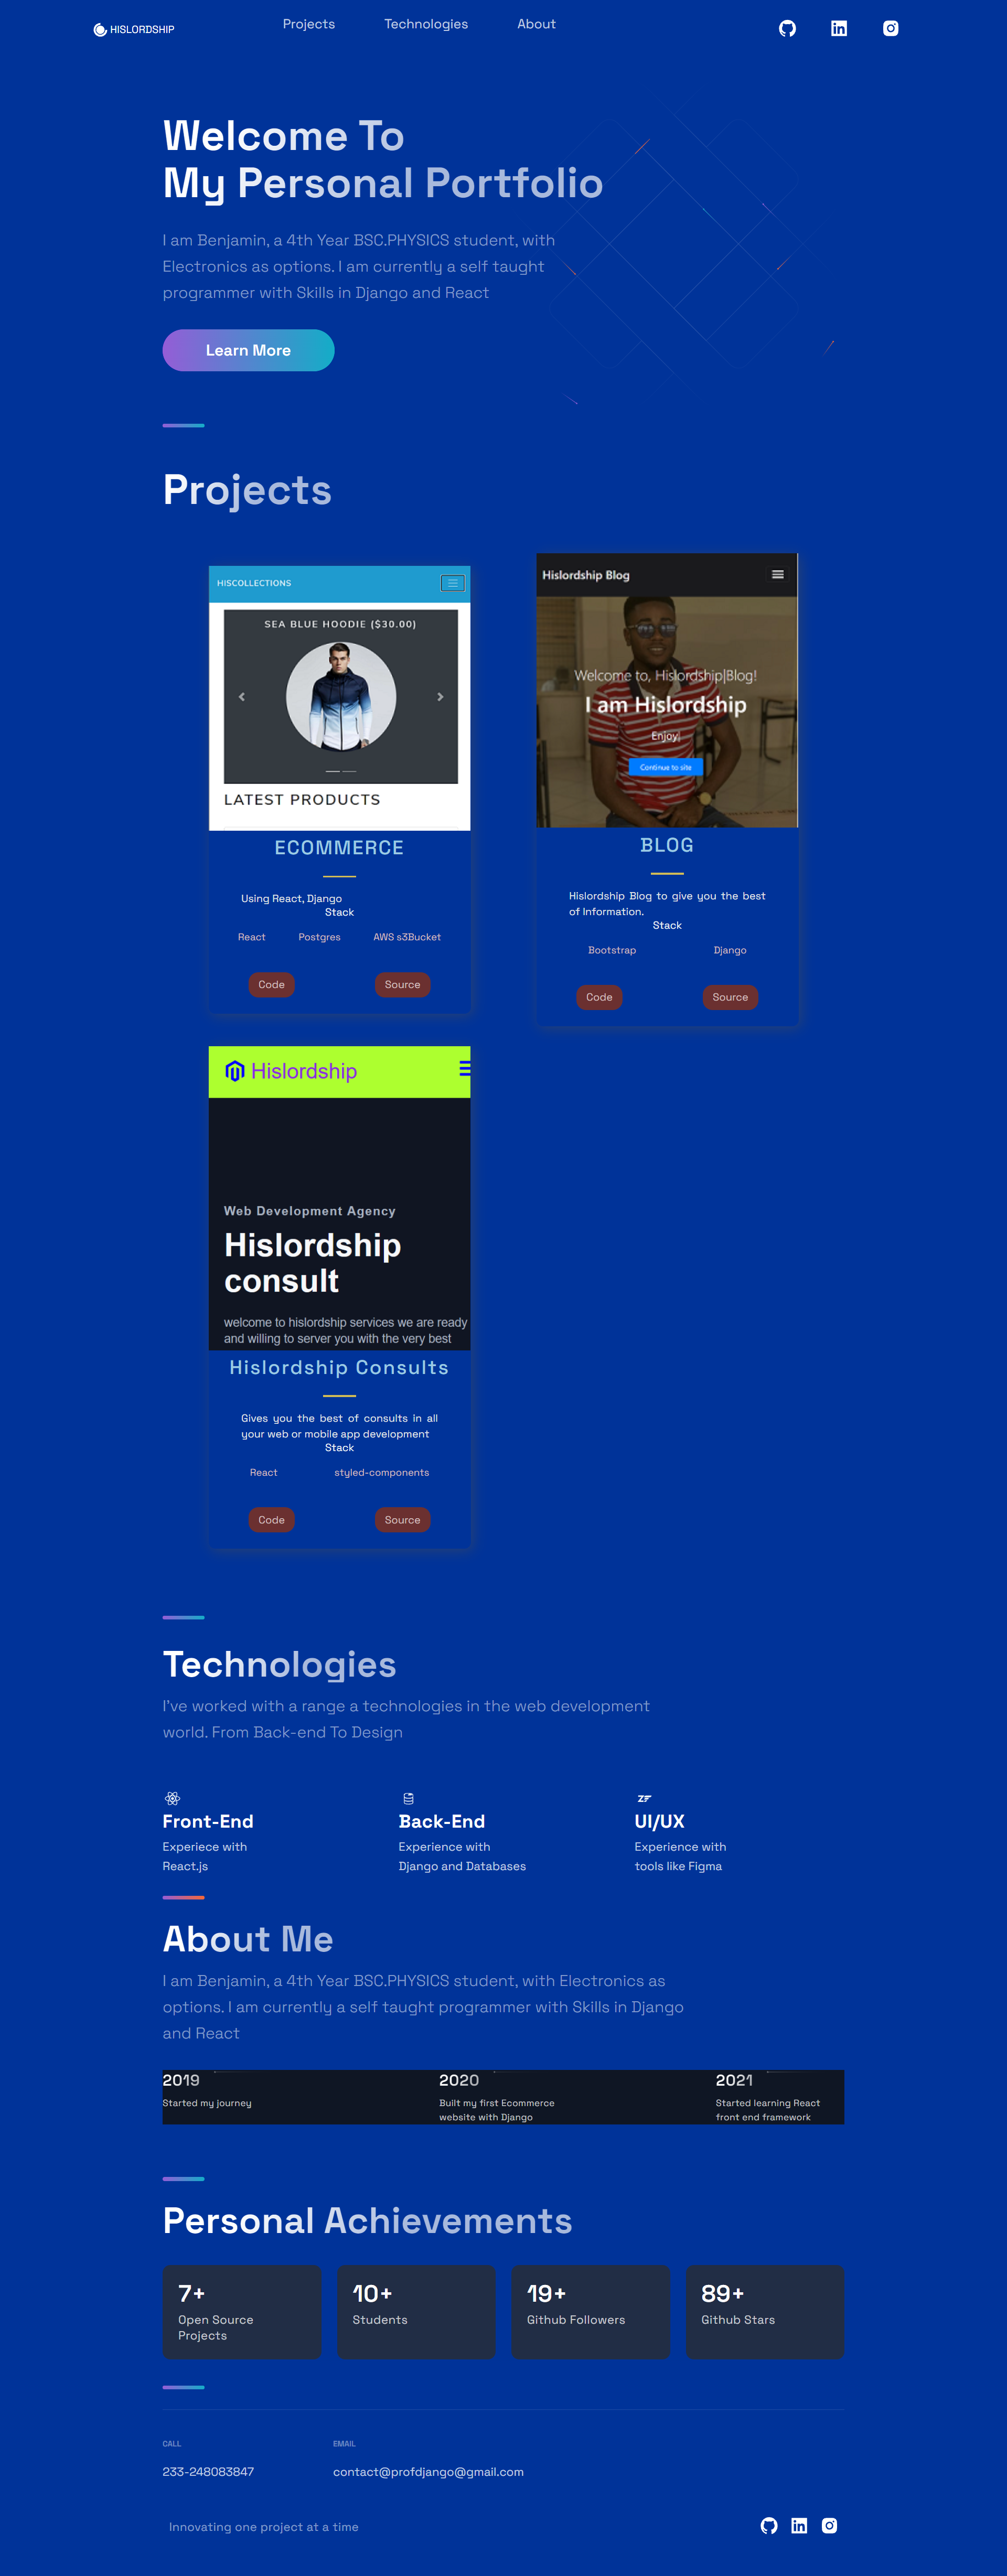 HISLORDSHIP
Projects
Technologies
About
Welcome To
My Personal Portfolio
I am Benjamin, a 4th Year BSC.PHYSICS student, with
Electronics as options. I am currently a self taught
programmer with Skills in Django and React
Learn More
Projects
HISCOLLECTIONS
SEA BLUE HOODIE ($30.00)
LATEST PRODUCTS
ECOMMERCE
Using React, Django
Stack
React
Postgres
AWS s3Bucket
Code
Source
Hislordship Blog
Welcome to, Hislordship|Blog!
I am Hislordship
Enjoy|
Continue to site
BLOG
Hislordship Blog to give you the best
of Information.
Stack
Bootstrap
Django
Code
Source
Hislordship
Web Development Agency
Hislordship
consult
welcome to hislordship services we are ready
and willing to server you with the very best
Hislordship Consults
Gives you the best of consults in all
your web or mobile app development
Stack
React
styled-components
Code
Source
Technologies
I've worked with a range a technologies in the web development
world. From Back-end To Design
Front-End
Experiece with
React.js
Back-End
Experience with
Django and Databases
UI/UX
Experience with
tools like Figma
About Me
I am Benjamin, a 4th Year BSC.PHYSICS student, with Electronics as
options. I am currently a self taught programmer with Skills in Django
and React
2019
Started my journey
2020
Built my first Ecommerce
website with Django
2021
Started learning React
front end framework
Personal Achievements
7+
Open Source
Projects
10+
Students
19+
Github Followers
89+
Github Stars
CALL
233-248083847
EMAIL
contact@profdjango@gmail.com
Innovating one project at a time